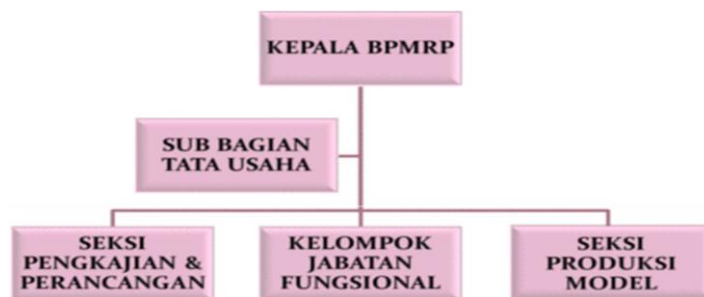 KEPALA BPMRP
SUB BAGIAN
TATA USAHA
SEKSI
PENGKAJIAN &
PERANCANGAN
KELOMPOK
JABATAN
FUNGSIONAL
SEKSI
PRODUKSI
MODEL